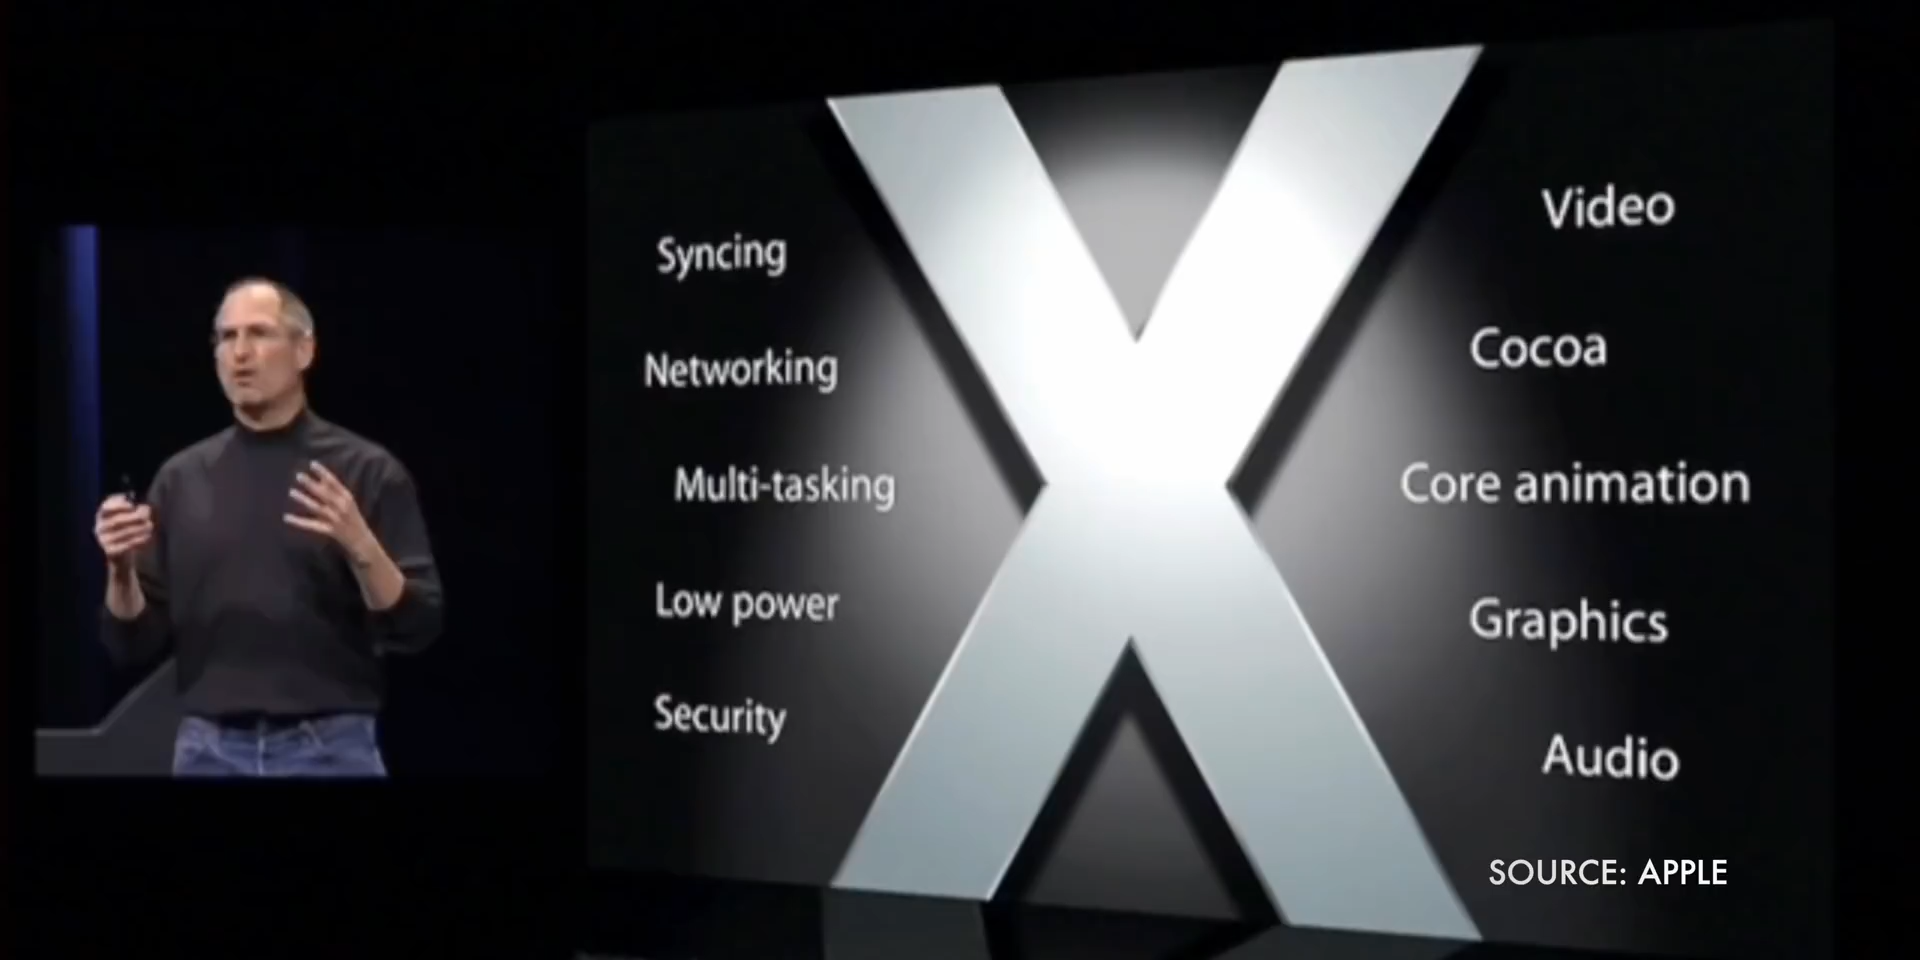 Syncing
Networking
Multi-tasking
Low power
Security
X
Video
Cocoa
Core animation
Graphics
Audio
SOURCE: APPLE